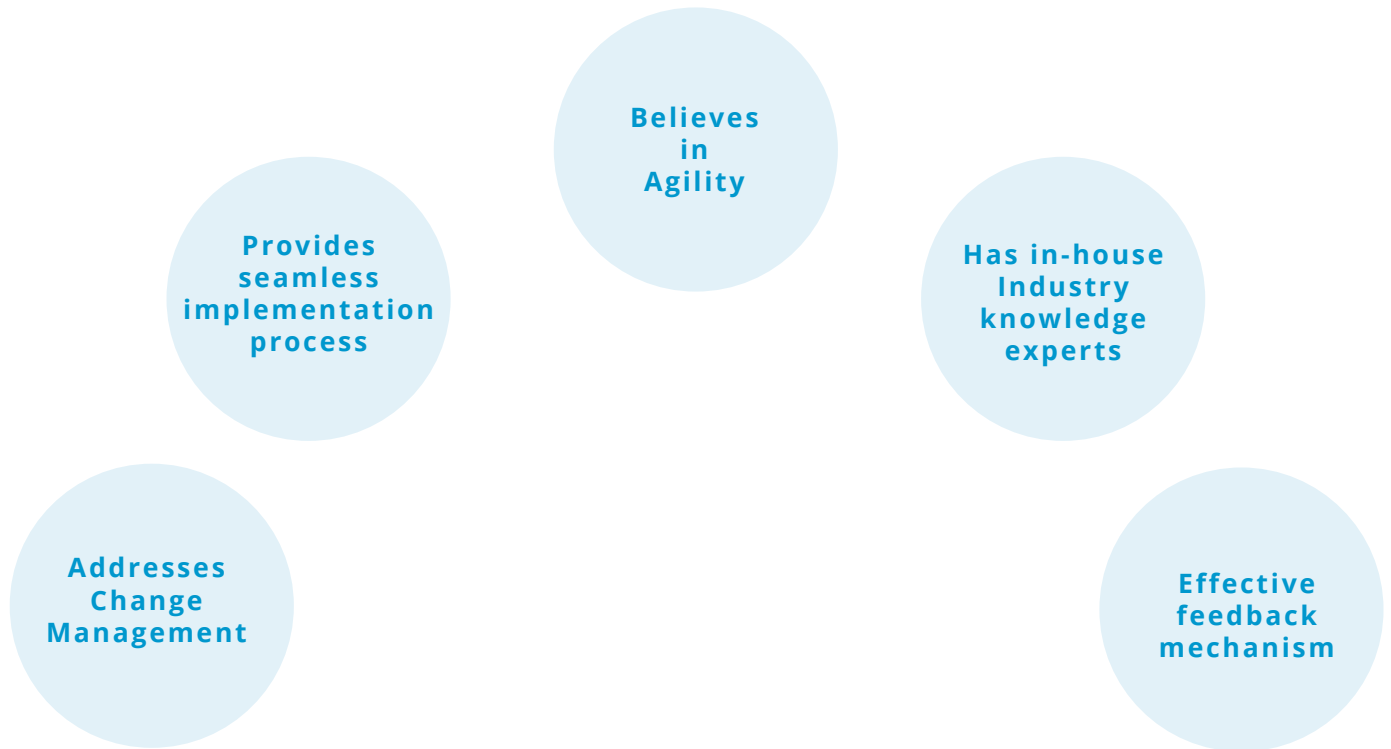 Believes
in
Agility
Provides
seamless
implementation
process
Has in-house
Industry
knowledge
experts
Addresses
Change
Management
Effective
feedback
mechanism